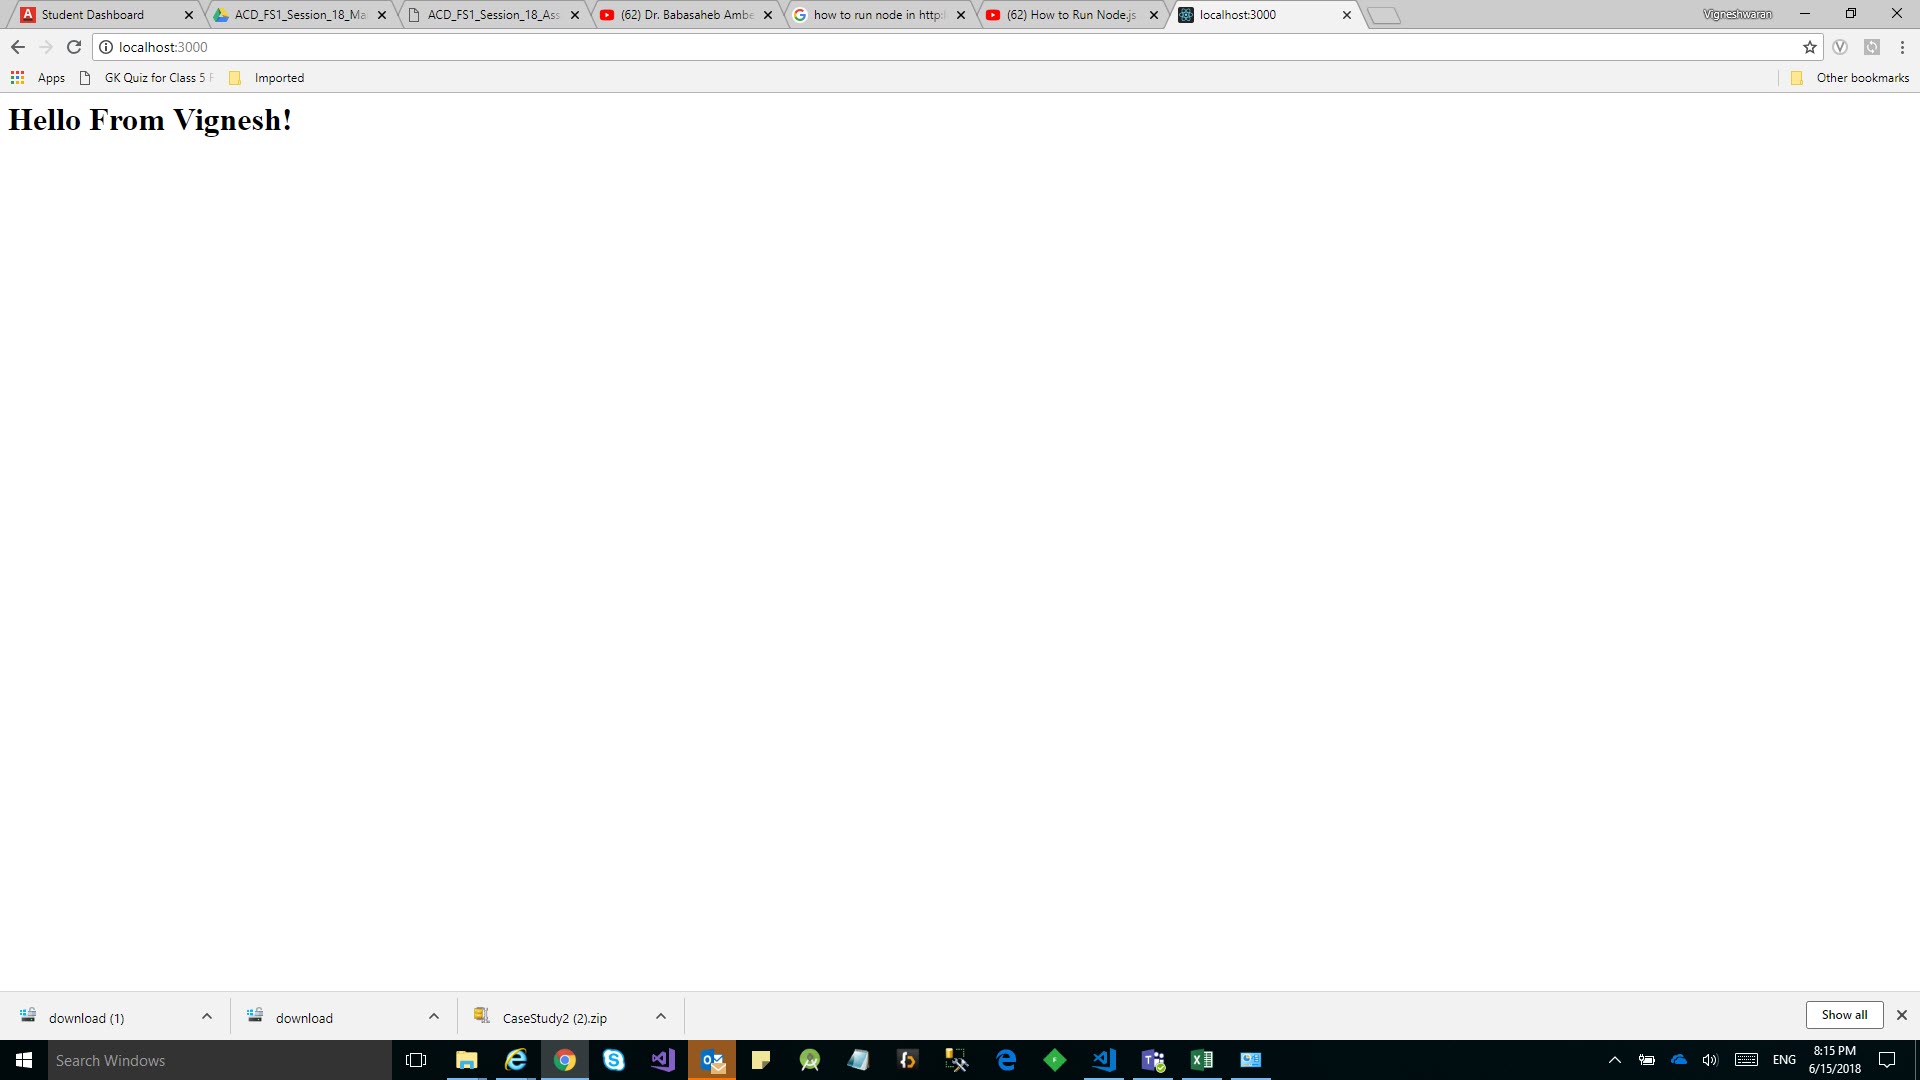 Student Dashboard
ACD_FS1_Session_18_Mai
ACD_FS1_Session_18_Ass
(62) Dr. Babasaheb Ambe
how to run node in http:
(62) How to Run Node.js
localhost:3000
Vigneshwaran
localhost:3000
Apps
GK Quiz for Class 5
Imported
Other bookmarks
Hello From Vignesh!
download (1)
download
CaseStudy2 (2).zip
Show all
Search Windows
ENG
8:15 PM
6/15/2018